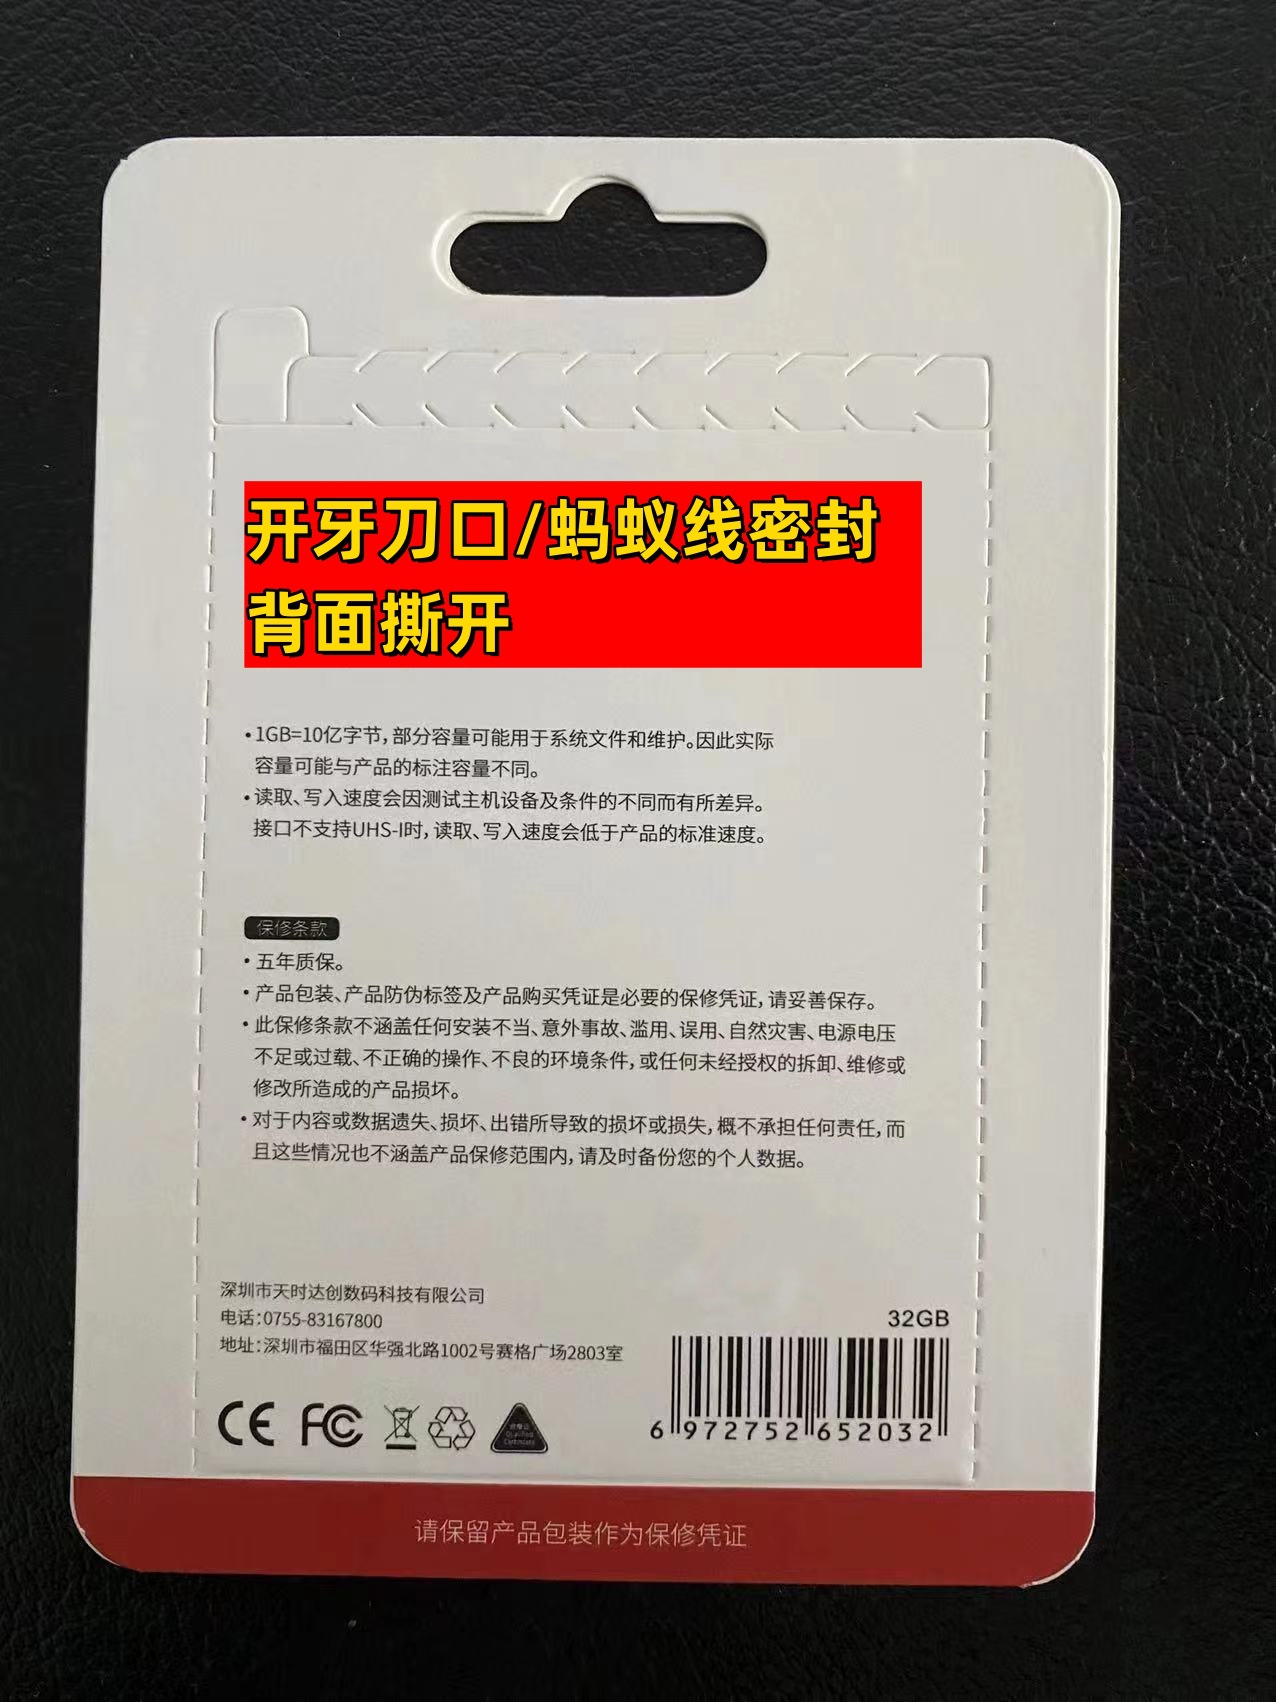 开牙刀口/蚂蚁线密封
背面撕开
•1GB=10亿字节，部分容量可能用于系统文件和维护。因此实际
容量可能与产品的标注容量不同。
•读取、写入速度会因测试主机设备及条件的不同而有所差异。
接口不支持UHS-I时，读取、写入速度会低于产品的标准速度。
保修条款
•五年质保。
•产品包装、产品防伪标签及产品购买凭证是必要的保修凭证，请妥善保存。
•此保修条款不涵盖任何安装不当、意外事故、滥用、误用、自然灾害、电源电压
不足或过载、不正确的操作、不良的环境条件，或任何未经授权的拆卸、维修或
修改所造成的产品损坏。
•对于内容或数据遗失、损坏、出错所导致的损坏或损失，概不承担任何责任，而
且这些情况也不涵盖产品保修范围内，请及时备份您的个人数据。
深圳市天时达创数码科技有限公司
电话：0755-83167800
地址：深圳市福田区华强北路1002号赛格广场2803室
32GB
6 972752 652032
CE FC
合格证
Qualified
Certificate
请保留产品包装作为保修凭证